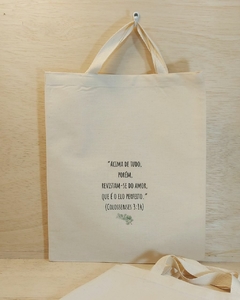 "ACIMA DE TUDO,
PORÉM,
REVISTAM-SE DO AMOR,
QUE É O ELO PERFEITO."
(COLOSSENSES 3:14)